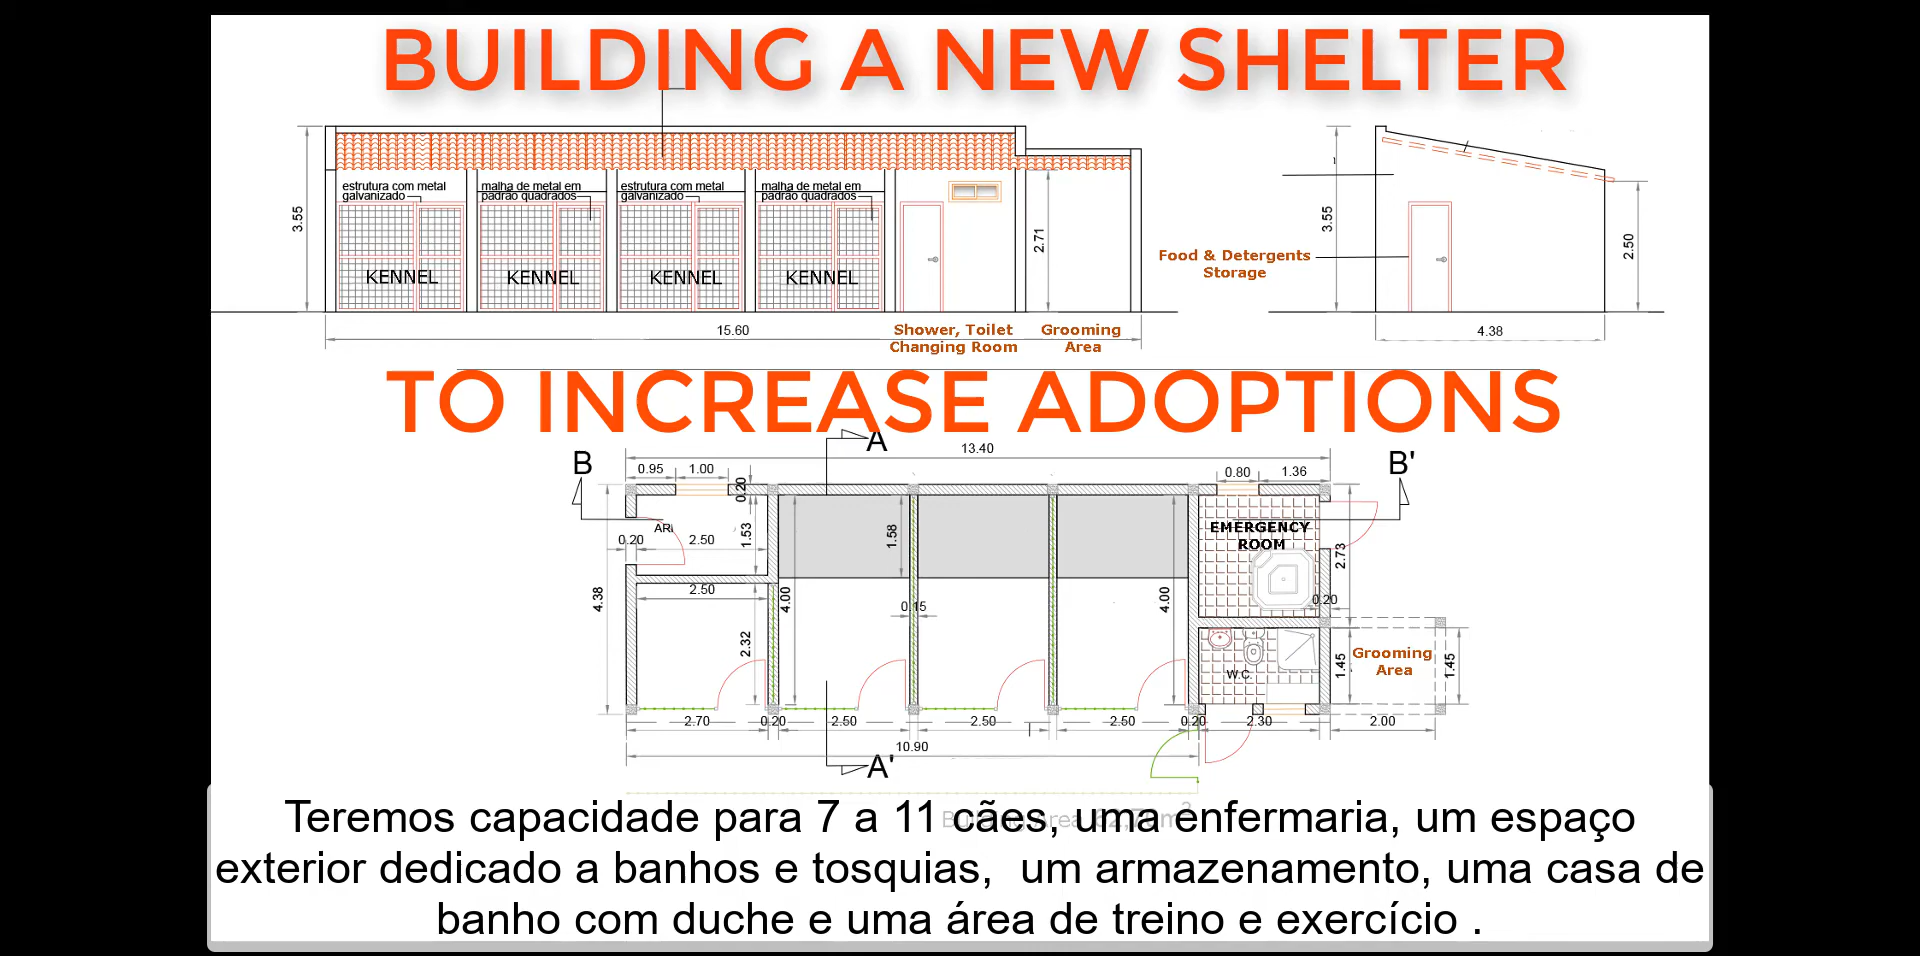 BUILDING A NEW SHELTER
estrutura com metal
galvanizado
malha de metal em
padrão quadrados
estrutura com metal
galvanizado
malha de metal em
padrão quadrados
3.55
KENNEL
KENNEL
KENNEL
KENNEL
2.71
15.60
Shower, Toilet
Changing Room
Grooming
Area
Food & Detergents
Storage
3.55
2.50
4.38
TO INCREASE ADOPTIONS
A
13.40
B
B'
0.95
1.00
0.20
0.80
1.36
0.20
2.50
1.53
1.58
EMERGENCY
ROOM
2.73
4.38
2.50
4.00
0.15
4.00
0.20
2.32
W.C.
1.45
Grooming
Area
1.45
2.70
0.20
2.50
2.50
2.50
0.20
2.30
2.00
10.90
A'
Teremos capacidade para 7 a 11 cães, uma enfermaria, um espaço
exterior dedicado a banhos e tosquias, um armazenamento, uma casa de
banho com duche e uma área de treino e exercício .